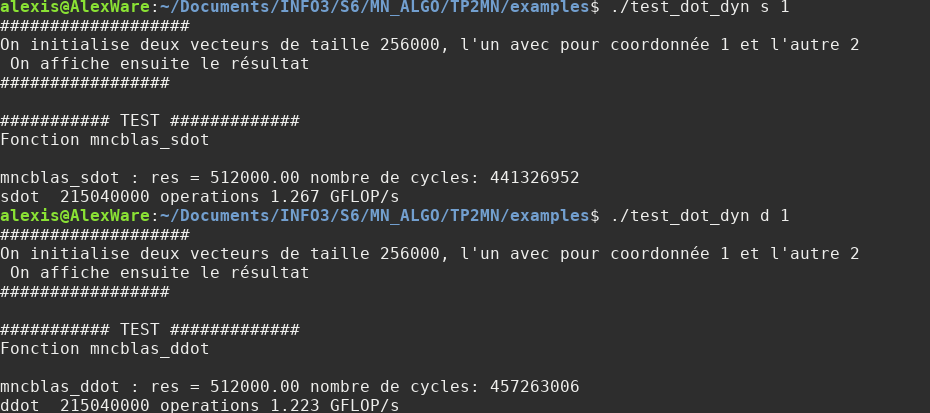 alexis@AlexWare:~/Documents/INFO3/S6/MN_ALGO/TP2MN/examples$ ./test_dot_dyn s 1
###################
On initialise deux vecteurs de taille 256000, l'un avec pour coordonnée 1 et l'autre 2
On affiche ensuite le résultat
#################
########### TEST #############
Fonction mncblas_sdot
mncblas_sdot : res = 512000.00 nombre de cycles: 441326952
sdot  215040000 operations 1.267 GFLOP/s
alexis@AlexWare:~/Documents/INFO3/S6/MN_ALGO/TP2MN/examples$ ./test_dot_dyn d 1
###################
On initialise deux vecteurs de taille 256000, l'un avec pour coordonnée 1 et l'autre 2
On affiche ensuite le résultat
#################
########### TEST #############
Fonction mncblas_ddot
mncblas_ddot : res = 512000.00 nombre de cycles: 457263006
ddot  215040000 operations 1.223 GFLOP/s